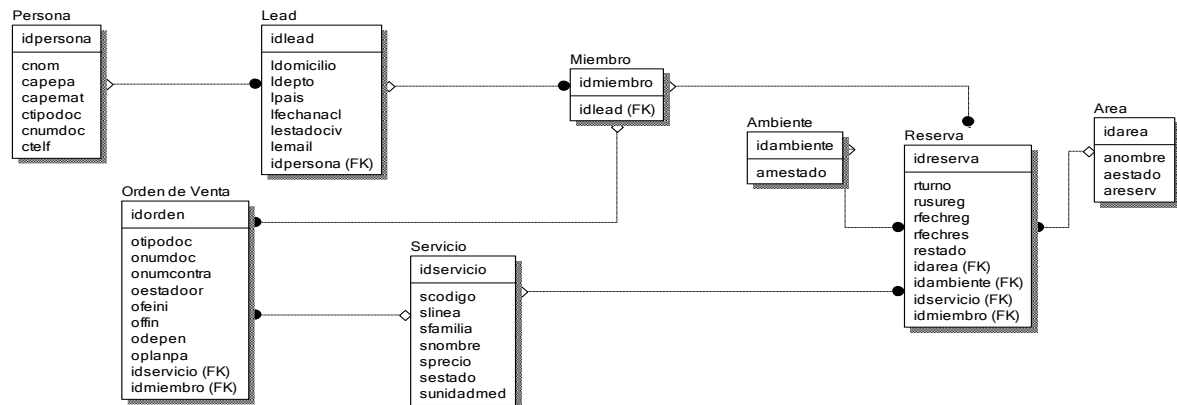 Persona
idpersona
cnom
capepa
capemat
ctipodoc
cnumdoc
ctelf
Lead
idlead
ldomicilio
ldepto
lpais
lfechanacl
lestadociv
lemail
idpersona (FK)
Miembro
idmiembro
idlead (FK)
Ambiente
idambiente
amestado
Reserva
idreserva
rturno
rusureg
rfechreg
rfechres
restado
idarea (FK)
idambiente (FK)
idservicio (FK)
idmiembro (FK)
Area
idarea
anombre
aestado
areserv
Orden de Venta
idorden
otipodoc
onumdoc
onumcontra
oestadoor
ofeini
offin
odepen
oplanpa
idservicio (FK)
idmiembro (FK)
Servicio
idservicio
scodigo
slinea
sfamilia
snombre
sprecio
sestado
sunidadmed